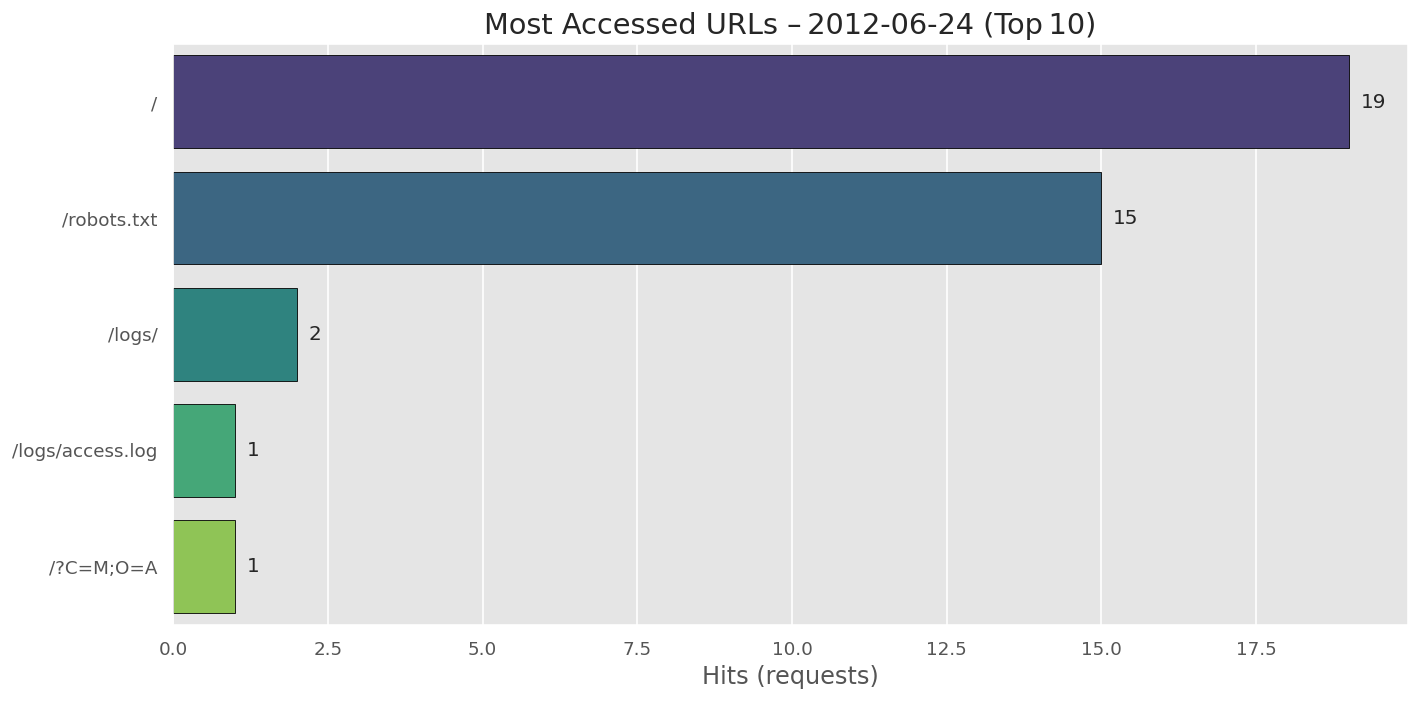 Most Accessed URLs – 2012-06-24 (Top 10)
/
19
/robots.txt
15
/logs/
2
/logs/access.log
1
/?C=M;O=A
1
0.0 2.5 5.0 7.5 10.0 12.5 15.0 17.5
Hits (requests)